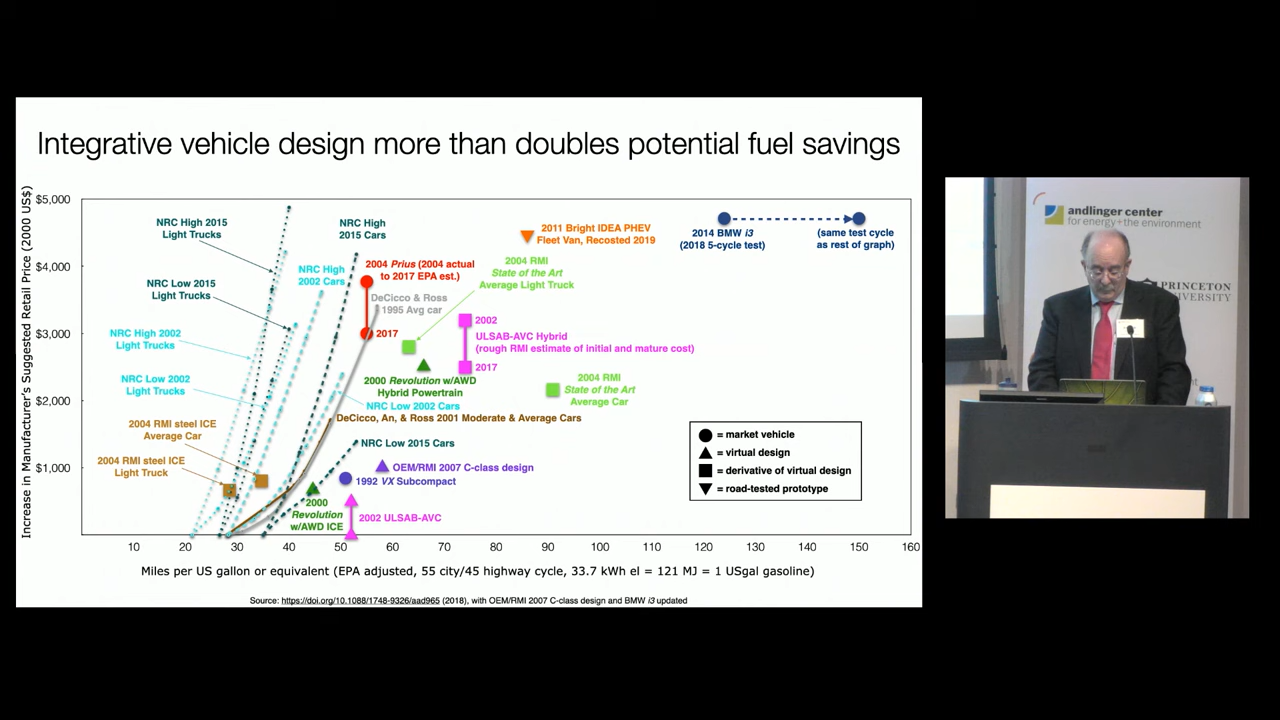 Integrative vehicle design more than doubles potential fuel savings
Increase in Manufacturer's Suggested Retail Price (2000 US$)
$5,000
$4,000
$3,000
$2,000
$1,000
NRC High 2015
Light Trucks
NRC Low 2015
Light Trucks
NRC High 2002
Light Trucks
NRC Low 2002
Light Trucks
2004 RMI steel ICE
Average Car
2004 RMI steel ICE
Light Truck
NRC High
2015 Cars
NRC High
2002 Cars
2004 Prius (2004 actual
to 2017 EPA est.)
DeCicco & Ross
1995 Avg car
2017
2011 Bright IDEA PHEV
Fleet Van, Recosted 2019
2004 RMI
State of the Art
Average Light Truck
2014 BMW i3
(2018 5-cycle test)
(same test cycle
as rest of graph)
2002
ULSAB-AVC Hybrid
(rough RMI estimate of initial and mature cost)
2017
2000 Revolution w/AWD
Hybrid Powertrain
2004 RMI
State of the Art
Average Car
NRC Low 2002 Cars
DeCicco, An, & Ross 2001 Moderate & Average Cars
NRC Low 2015 Cars
OEM/RMI 2007 C-class design
1992 VX Subcompact
2000
Revolution
w/AWD ICE
2002 ULSAB-AVC
= market vehicle
= virtual design
= derivative of virtual design
= road-tested prototype
10 20 30 40 50 60 70 80 90 100 110 120 130 140 150 160
Miles per US gallon or equivalent (EPA adjusted, 55 city/45 highway cycle, 33.7 kWh el = 121 MJ = 1 USgal gasoline)
Source: https://doi.org/10.1088/1748-9326/aad965 (2018), with OEM/RMI 2007 C-class design and BMW i3 updated
andlinger center
for energy+the environment
PRINCETON
UNIVERSITY